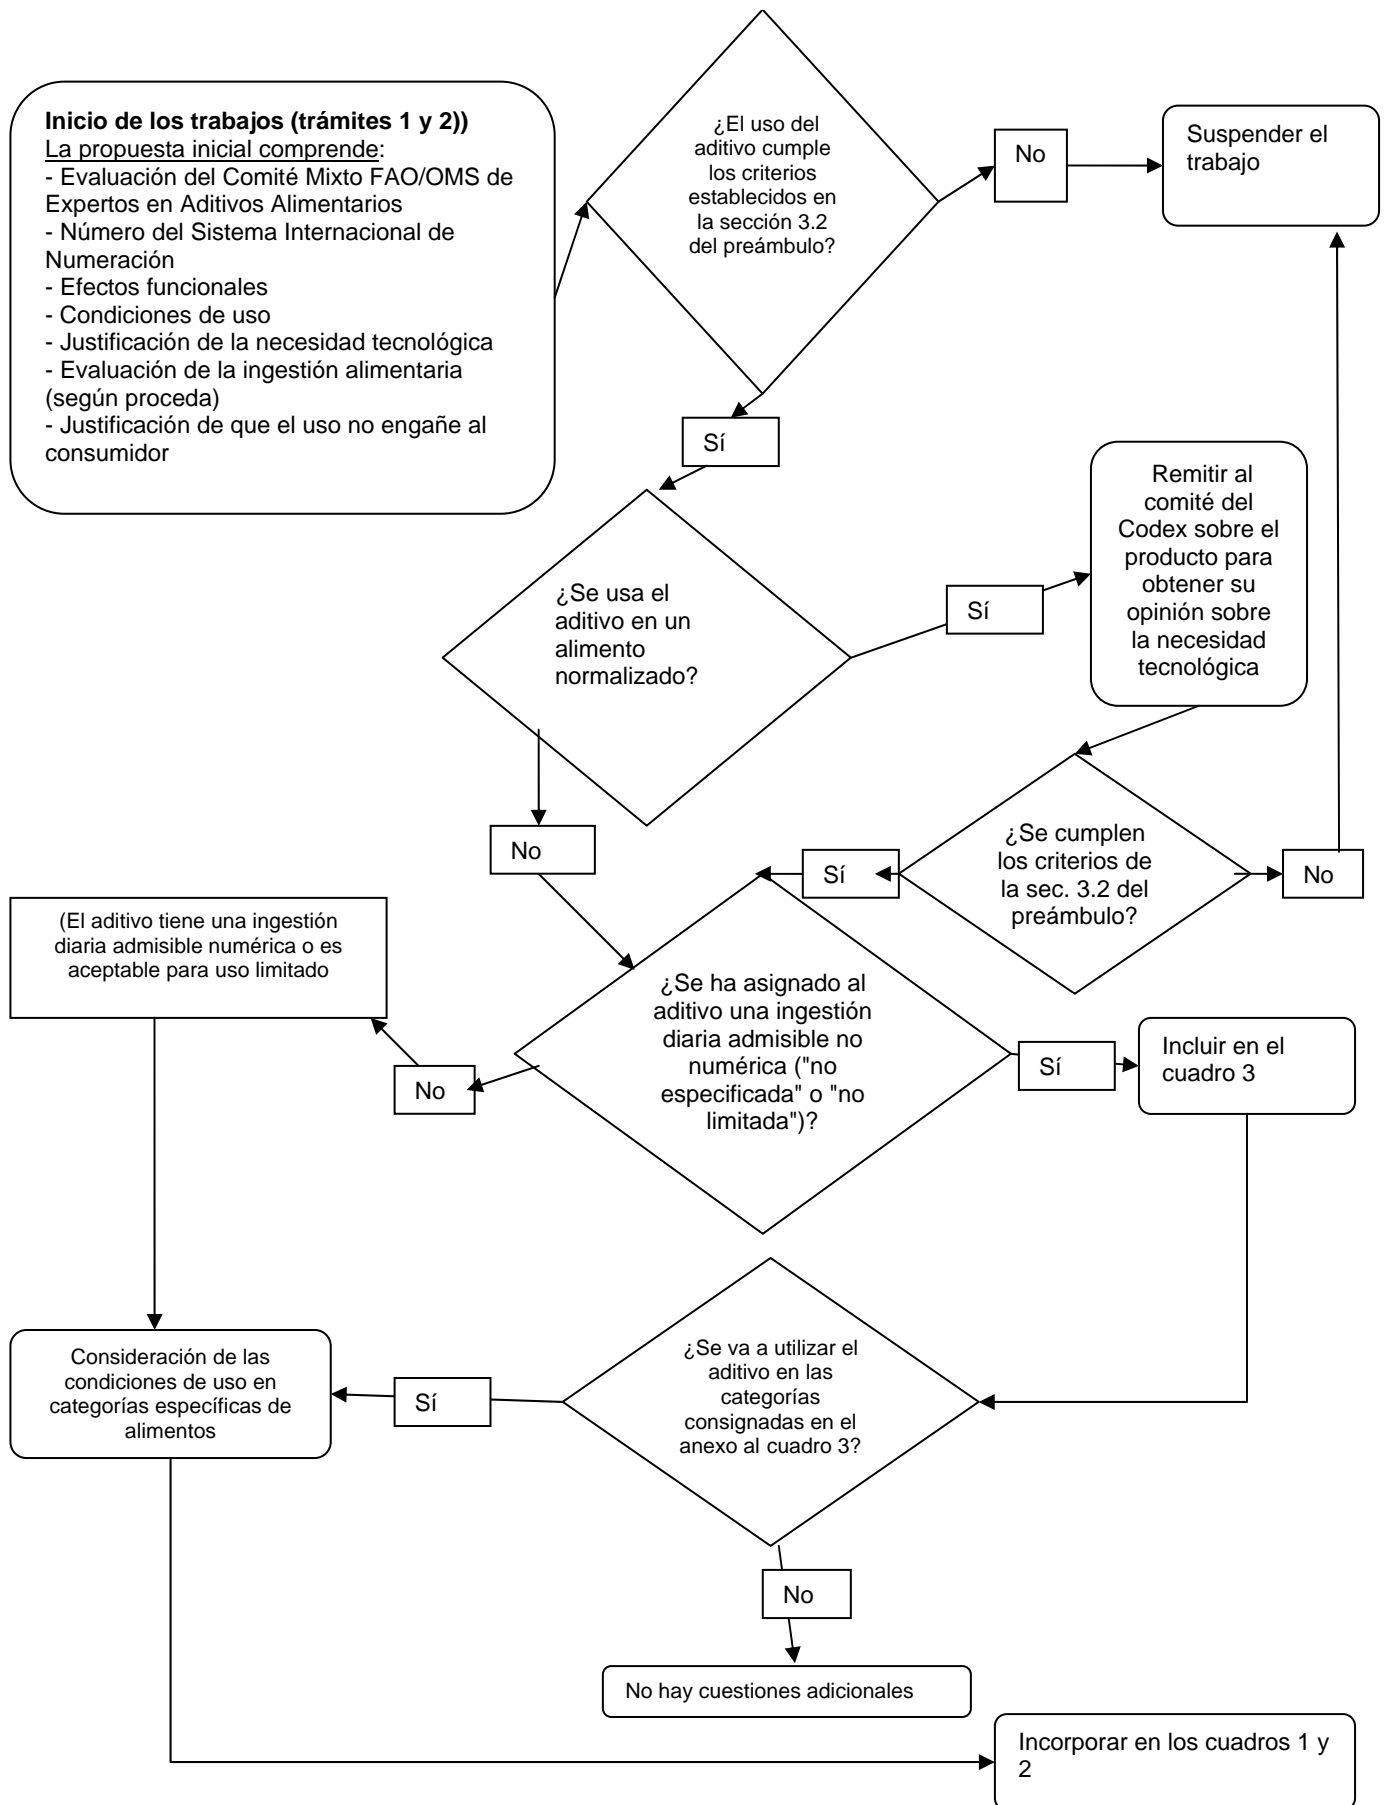 Inicio de los trabajos (trámites 1 y 2))
La propuesta inicial comprende:
- Evaluación del Comité Mixto FAO/OMS de
Expertos en Aditivos Alimentarios
- Número del Sistema Internacional de
Numeración
- Efectos funcionales
- Condiciones de uso
- Justificación de la necesidad tecnológica
- Evaluación de la ingestión alimentaria
(según proceda)
- Justificación de que el uso no engañe al
consumidor
¿El uso del
aditivo cumple
los criterios
establecidos en
la sección 3.2
del preámbulo?
No
Suspender el
trabajo
Sí
¿Se usa el
aditivo en un
alimento
normalizado?
Sí
Remitir al
comité del
Codex sobre el
producto para
obtener su
opinión sobre
la necesidad
tecnológica
No
¿Se cumplen
los criterios de
la sec. 3.2 del
preámbulo?
Sí
No
(El aditivo tiene una ingestión
diaria admisible numérica o es
aceptable para uso limitado
No
¿Se ha asignado al
aditivo una ingestión
diaria admisible no
numérica ("no
especificada" o "no
limitada")?
Sí
Incluir en el
cuadro 3
Consideración de las
condiciones de uso en
categorías específicas de
alimentos
Sí
¿Se va a utilizar el
aditivo en las
categorías
consignadas en el
anexo al cuadro 3?
No
No hay cuestiones adicionales
Incorporar en los cuadros 1 y
2